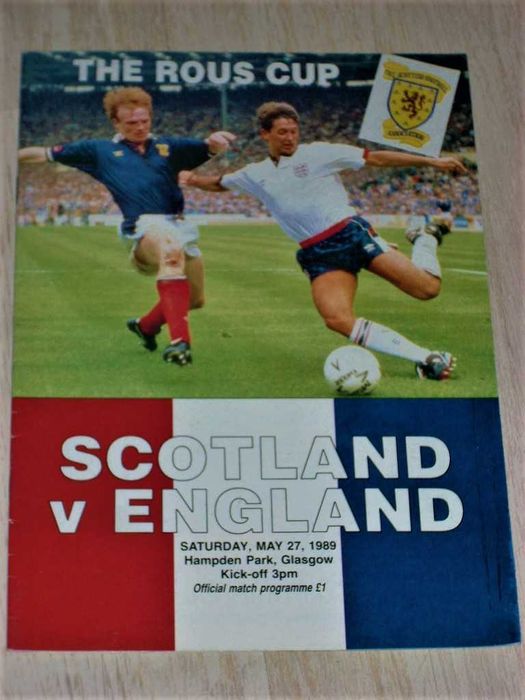 THE ROUS CUP
SCOTLAND
v ENGLAND
SATURDAY, MAY 27, 1989
Hampden Park, Glasgow
Kick-off 3pm
Official match programme £1